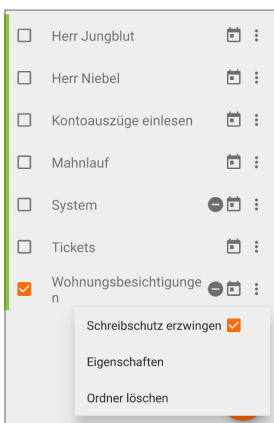 Herr Jungblut
Herr Niebel
Kontoauszüge einlesen
Mahnlauf
System
Tickets
Wohnungsbesichtigunge
n
Schreibschutz erzwingen
Eigenschaften
Ordner löschen